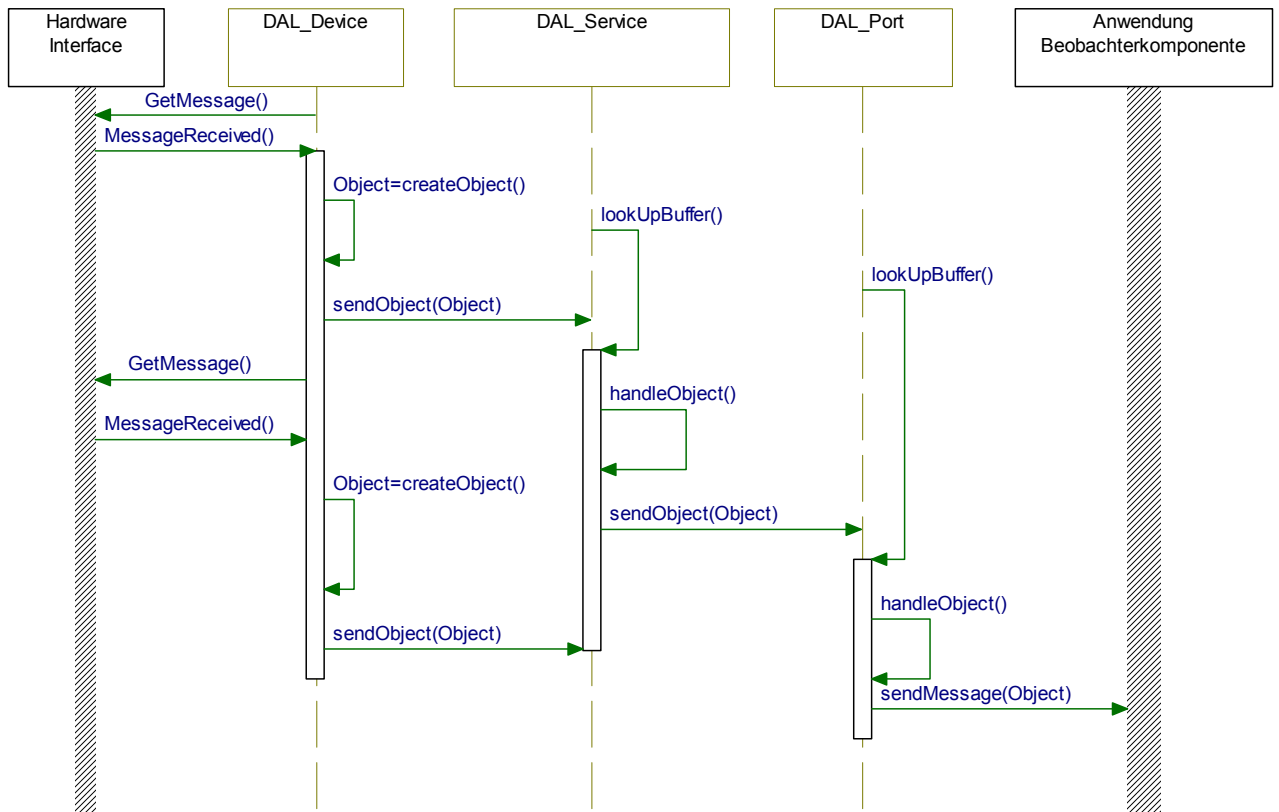 Hardware
Interface
DAL_Device
DAL_Service
DAL_Port
Anwendung
Beobachterkomponente
GetMessage()
MessageReceived()
Object=createObject()
lookUpBuffer()
lookUpBuffer()
sendObject(Object)
GetMessage()
handleObject()
MessageReceived()
Object=createObject()
sendObject(Object)
handleObject()
sendObject(Object)
sendMessage(Object)